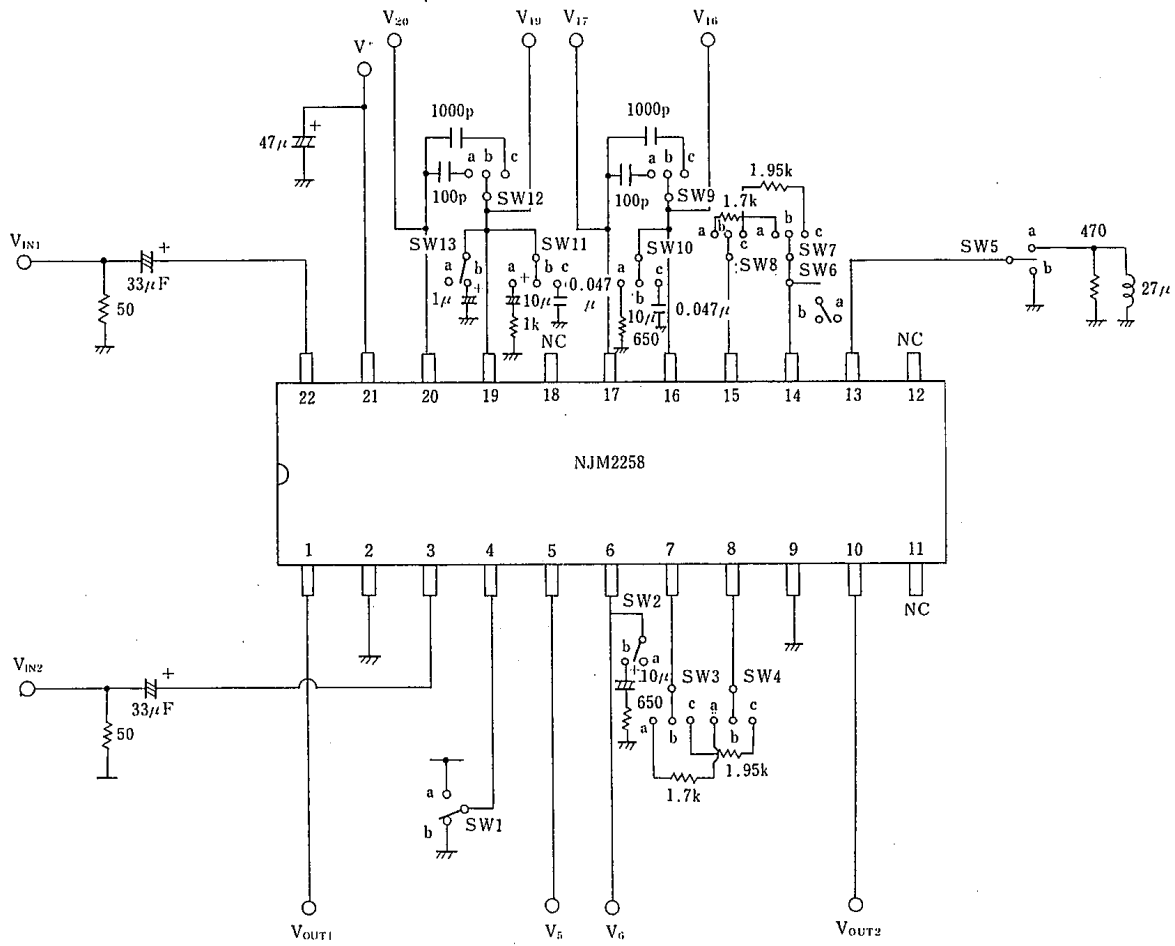 V20 V19 V17 V16
V+
1000p 1000p
47μ +
a b c a b c
1.95k
100p SW12 100p SW9
1.7k
a b c a b c
SW13 SW11 SW10 SW7
SW8 SW6
SW5 a 470
b
27μ
VIN1 +
33μF
50
a b a + b c 0.047μ a b c
1μ + 10μ 10μ 0.047μ
1k 650
b a
NC NC
22 21 20 19 18 17 16 15 14 13 12
NJM2258
1 2 3 4 5 6 7 8 9 10 11
NC
SW2
b a
+ 10μ SW3 SW4
650
a b c a b c
1.95k
1.7k
VIN2 +
33μF
50
a
b SW1
VOUT1 V5 V6 VOUT2